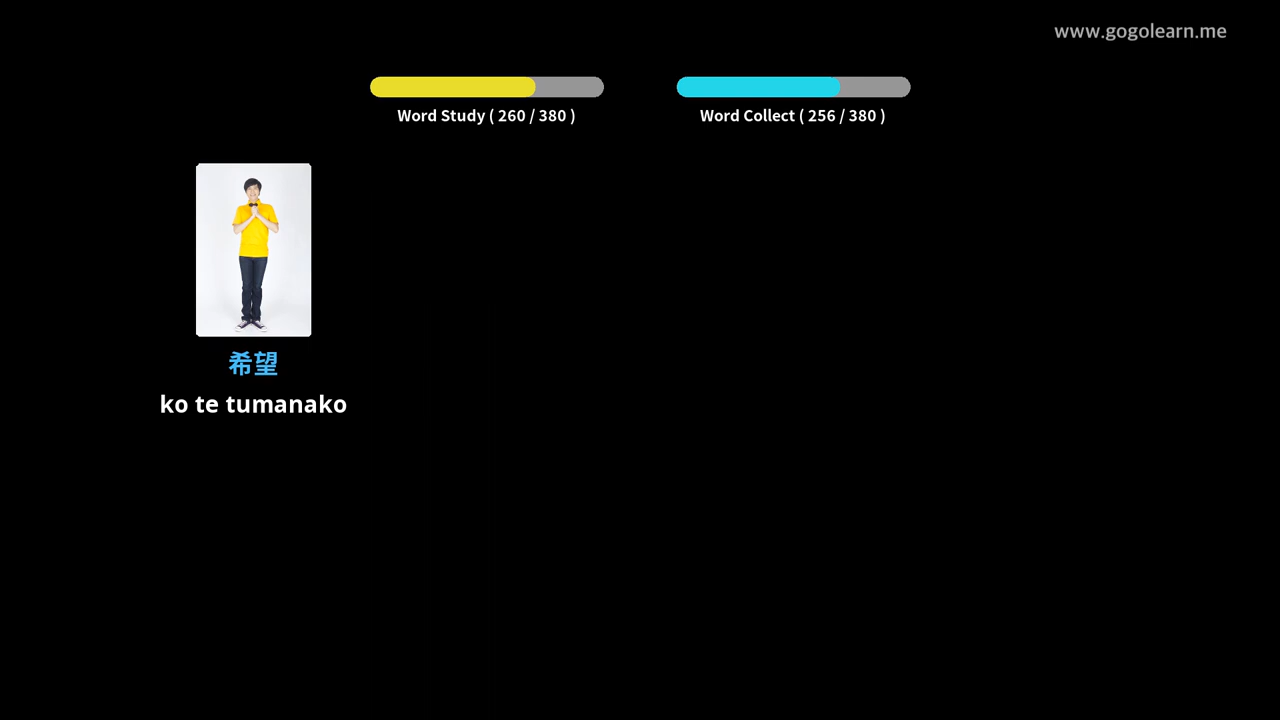 www.gogolearn.me
Word Study ( 260 / 380 )
Word Collect ( 256 / 380 )
希望
ko te tumanako